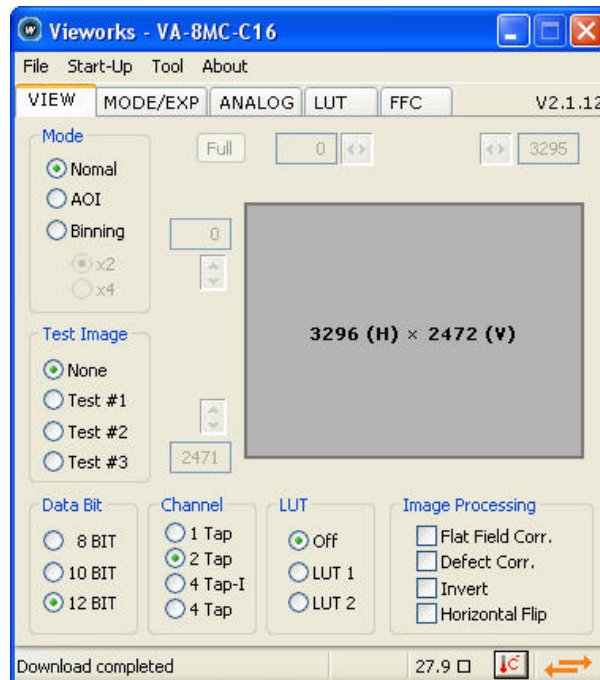 Vieworks - VA-8MC-C16
File Start-Up Tool About
VIEW MODE/EXP ANALOG LUT FFC V2.1.12
Mode
Nomal
AOI
Binning
x2
x4
Full 0 3295
0
3296 (H) × 2472 (V)
2471
Test Image
None
Test #1
Test #2
Test #3
Data Bit
8 BIT
10 BIT
12 BIT
Channel
1 Tap
2 Tap
4 Tap-I
4 Tap
LUT
Off
LUT 1
LUT 2
Image Processing
Flat Field Corr.
Defect Corr.
Invert
Horizontal Flip
Download completed 27.9 □ C